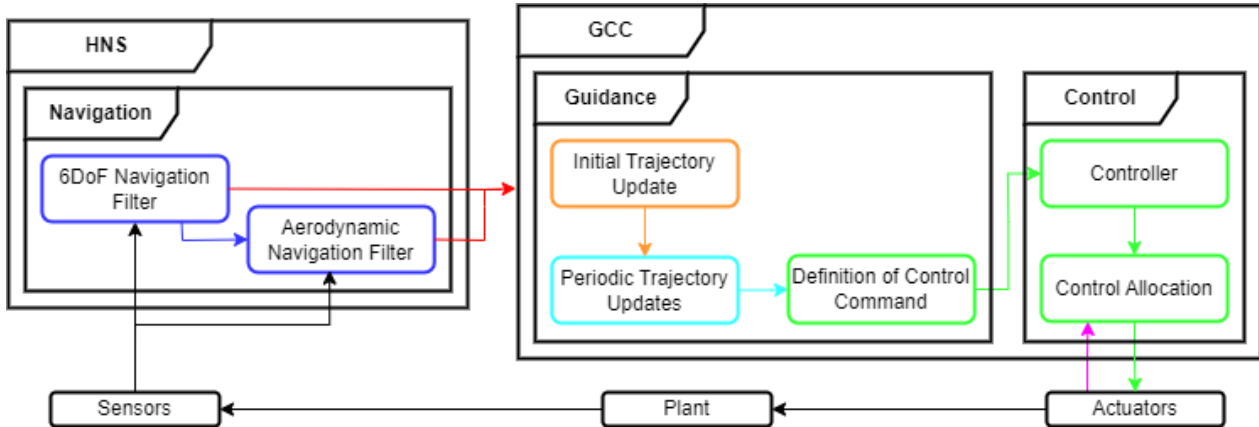 HNS
Navigation
6DoF Navigation
Filter
Aerodynamic
Navigation Filter
GCC
Guidance
Initial Trajectory
Update
Periodic Trajectory
Updates
Definition of Control
Command
Control
Controller
Control Allocation
Sensors
Plant
Actuators